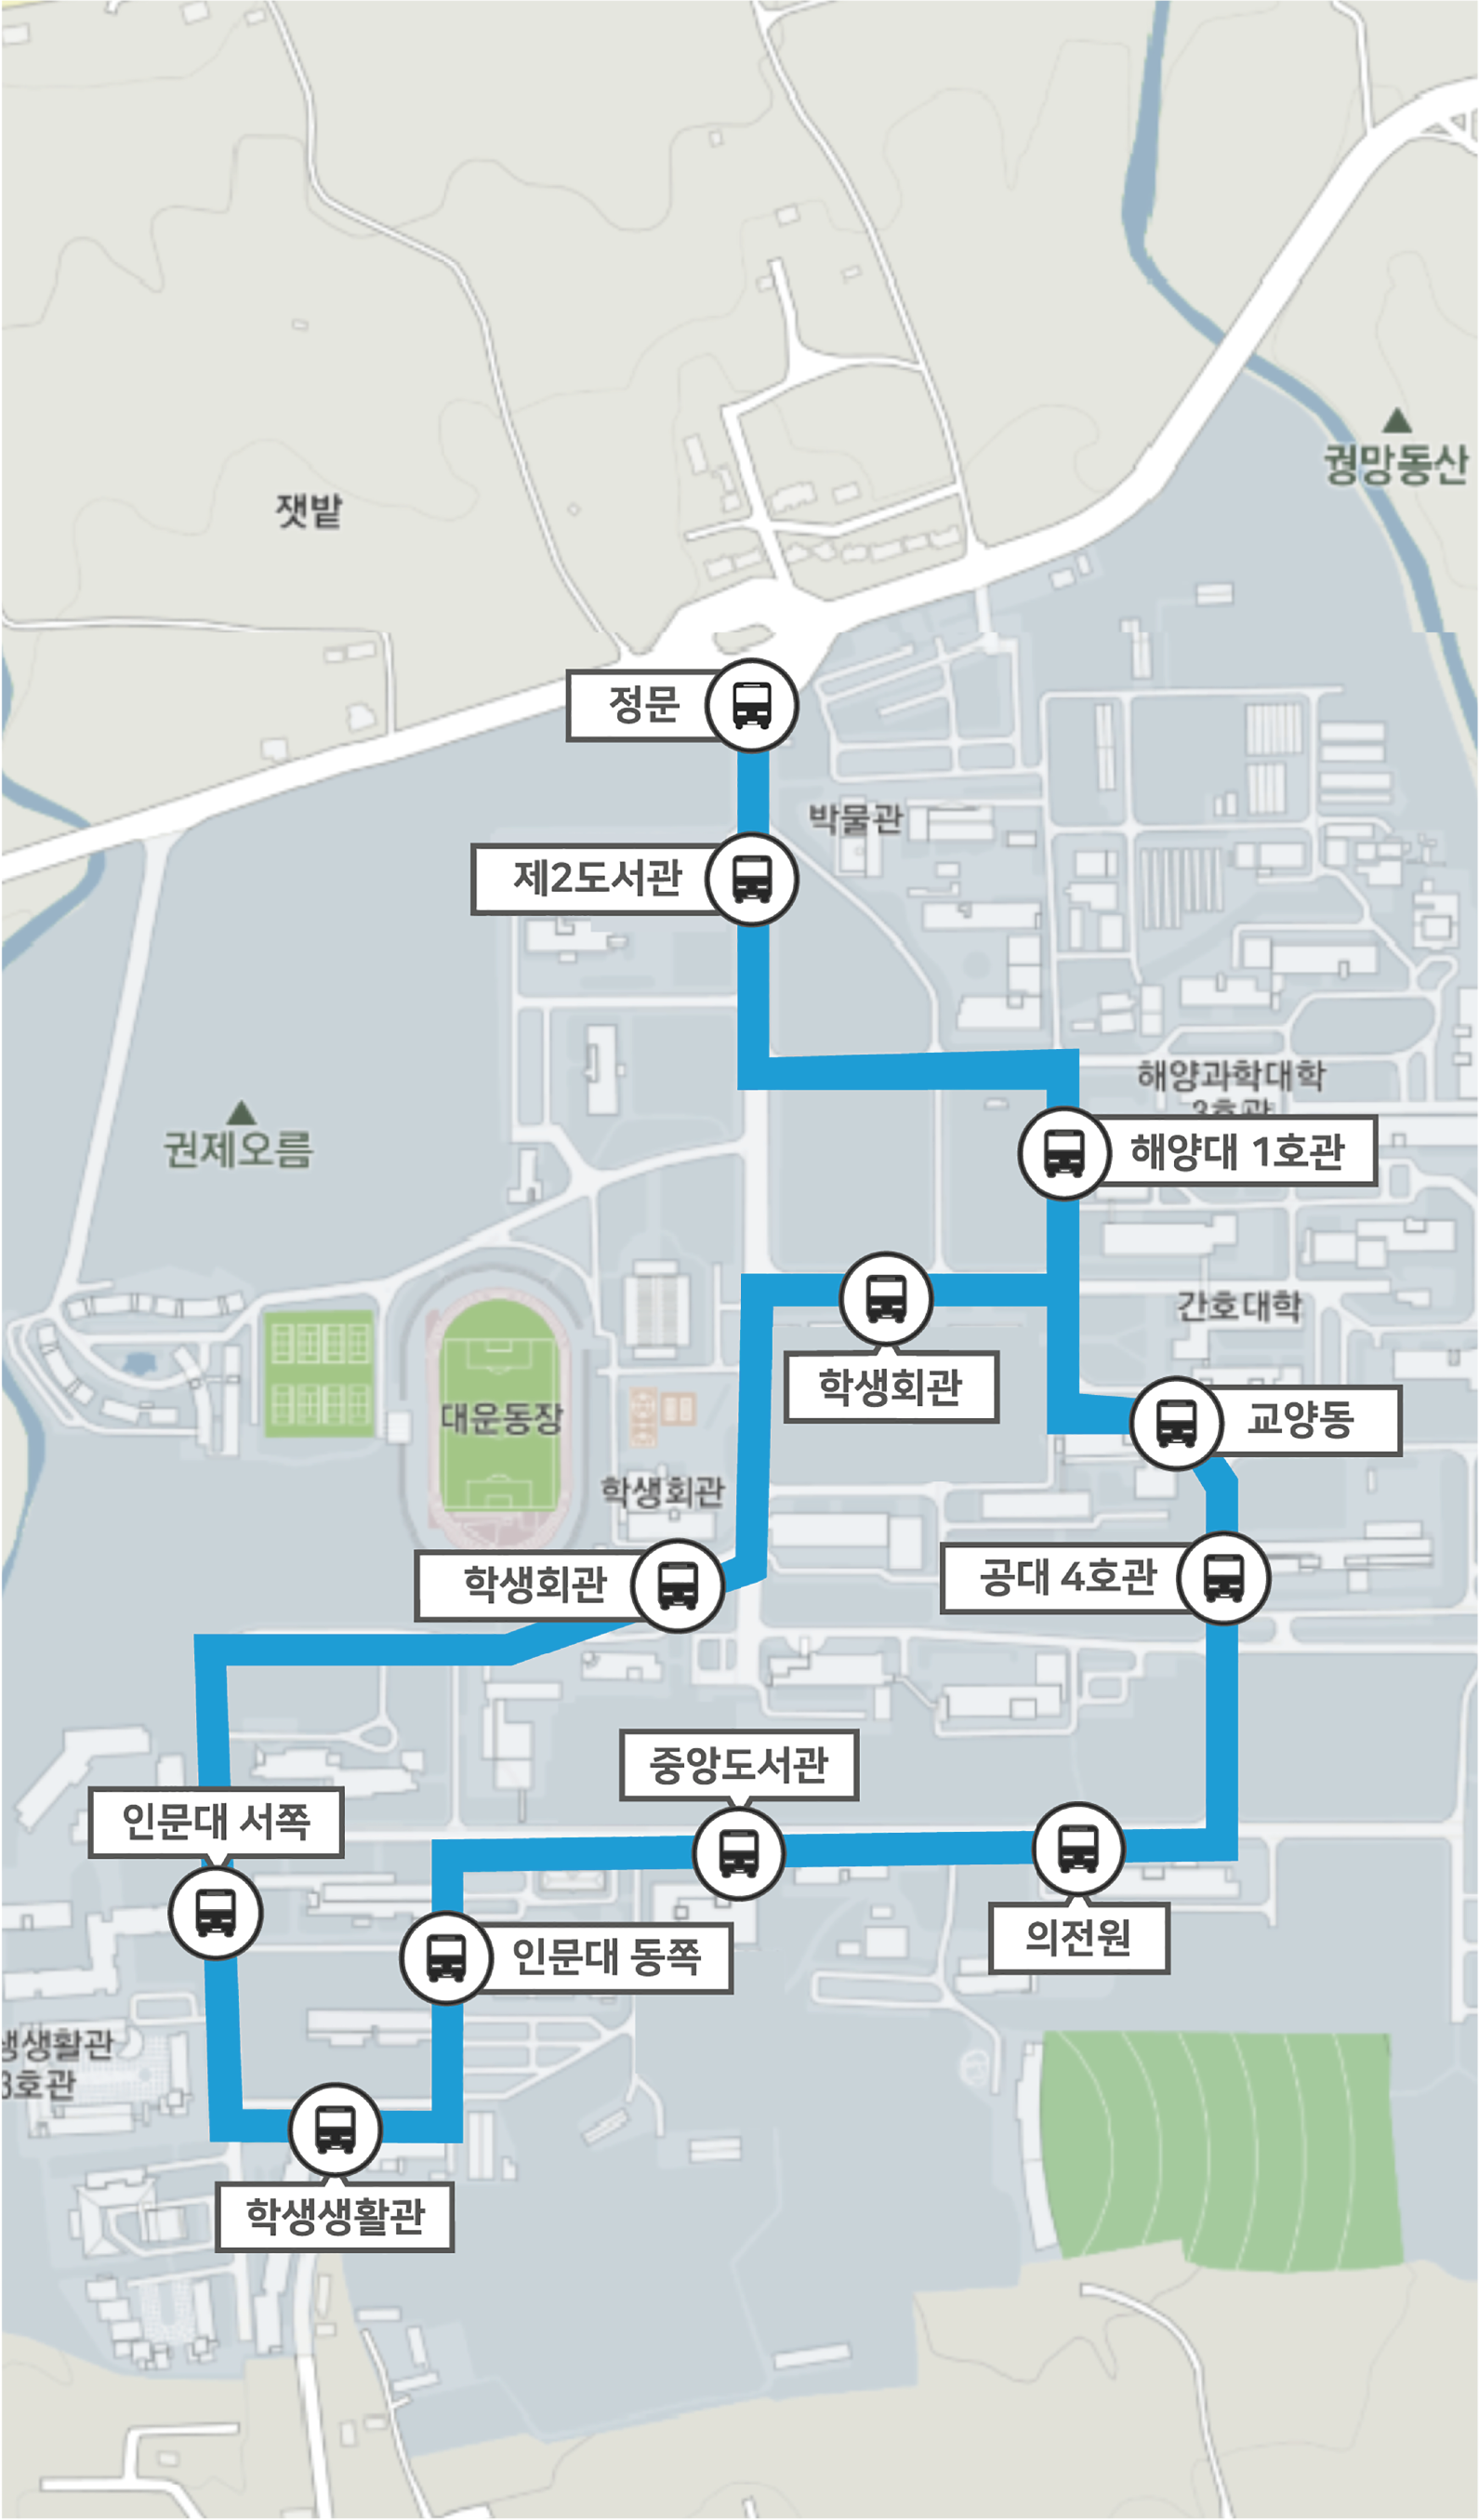 궝망동산
잿밭
정문
박물관
제2도서관
해양과학대학
3호관
해양대 1호관
권제오름
간호대학
학생회관
교양동
대운동장
학생회관
학생회관
공대 4호관
중앙도서관
인문대 서쪽
의전원
인문대 동쪽
생생활관
3호관
학생생활관